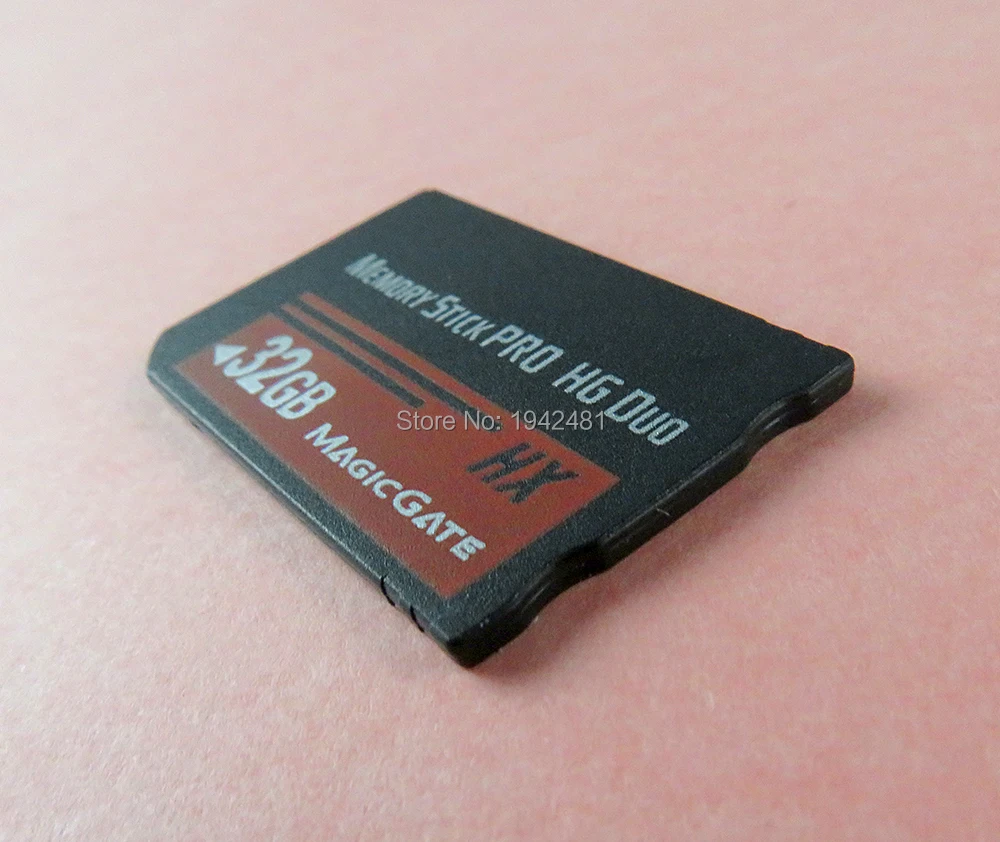 MEMORY STICK PRO HG DUO
HX
32GB MAGICGATE
Store No: 1942481